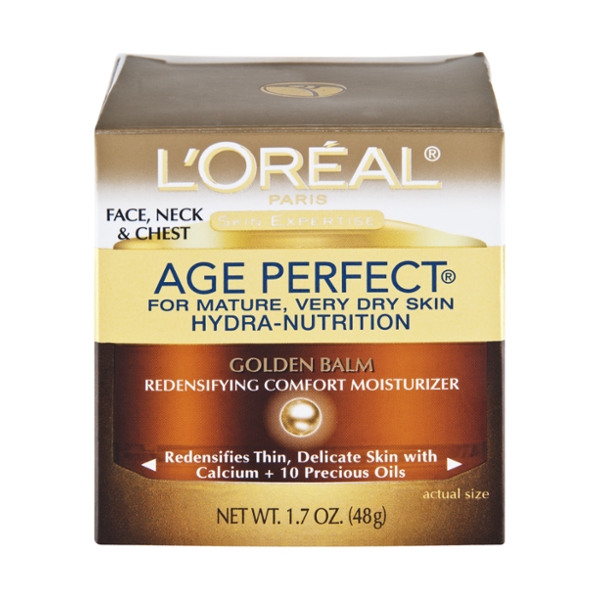 L'ORÉAL®
PARIS
SKIN EXPERTISE
FACE, NECK
& CHEST
AGE PERFECT®
FOR MATURE, VERY DRY SKIN
HYDRA-NUTRITION
GOLDEN BALM
REDENSIFYING COMFORT MOISTURIZER
Redensifies Thin, Delicate Skin with
Calcium + 10 Precious Oils
actual size
NET WT. 1.7 OZ. (48g)